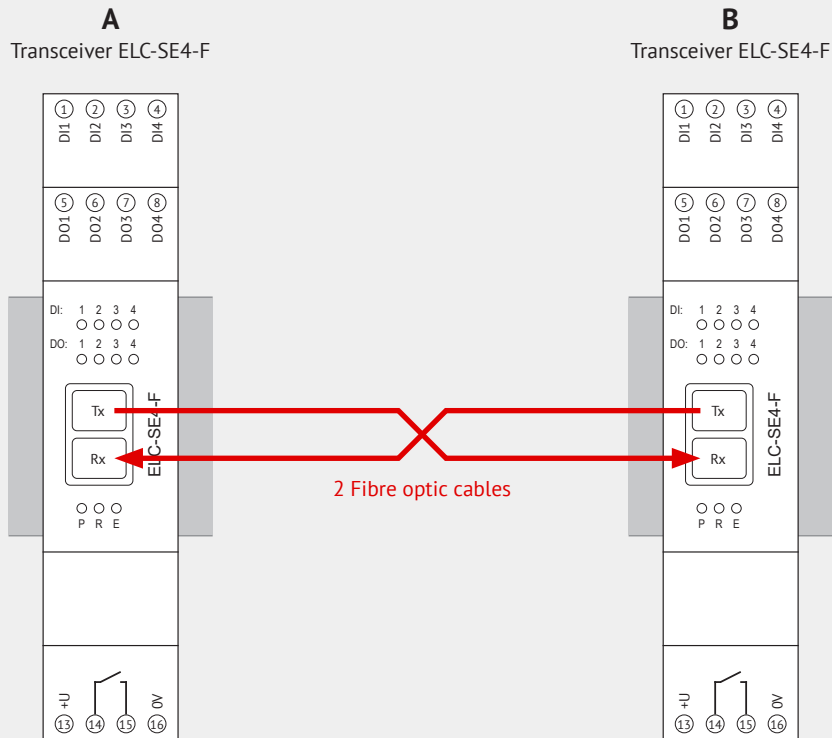 A
Transceiver ELC-SE4-F
1 2 3 4
DI1 DI2 DI3 DI4
5 6 7 8
DO1 DO2 DO3 DO4
DI: 1 2 3 4
DO: 1 2 3 4
Tx
Rx
ELC-SE4-F
P R E
+U 0V
13 14 15 16
2 Fibre optic cables
B
Transceiver ELC-SE4-F
1 2 3 4
DI1 DI2 DI3 DI4
5 6 7 8
DO1 DO2 DO3 DO4
DI: 1 2 3 4
DO: 1 2 3 4
Tx
Rx
ELC-SE4-F
P R E
+U 0V
13 14 15 16